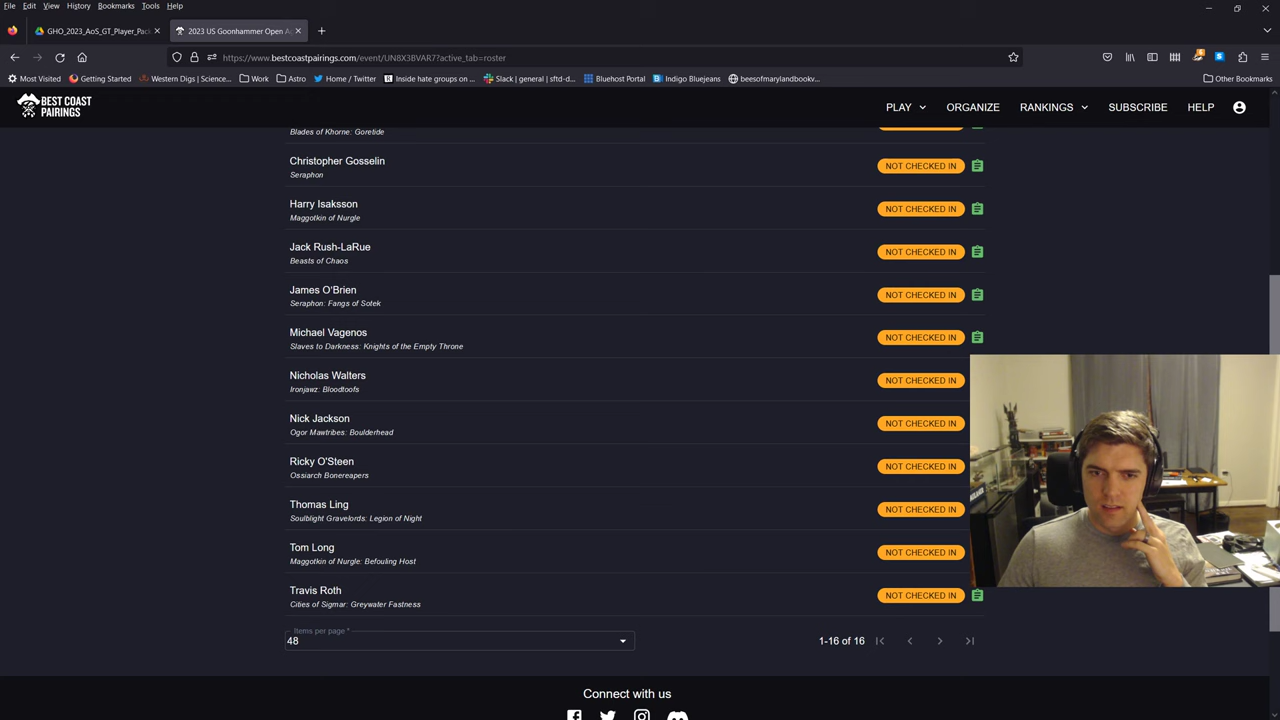 File Edit View History Bookmarks Tools Help
GHO_2023_AoS_GT_Player_Pack
2023 US Goonhammer Open A
https://www.bestcoastpairings.com/event/UN8X3BVAR7?active_tab=roster
Most Visited Getting Started Western Digs | Science... Work Astro Home / Twitter Inside hate groups on ... Slack | general | sftd-d... Bluehost Portal Indigo Bluejeans beesofmarylandbookw... Other Bookmarks
BEST COAST
PAIRINGS
PLAY ORGANIZE RANKINGS SUBSCRIBE HELP
Blades of Khorne: Goretide
Christopher Gosselin
Seraphon
NOT CHECKED IN
Harry Isaksson
Maggotkin of Nurgle
NOT CHECKED IN
Jack Rush-LaRue
Beasts of Chaos
NOT CHECKED IN
James O'Brien
Seraphon: Fangs of Sotek
NOT CHECKED IN
Michael Vagenos
Slaves to Darkness: Knights of the Empty Throne
NOT CHECKED IN
Nicholas Walters
Ironjawz: Bloodtoofs
NOT CHECKED IN
Nick Jackson
Ogor Mawtribes: Boulderhead
NOT CHECKED IN
Ricky O'Steen
Ossiarch Bonereapers
NOT CHECKED IN
Thomas Ling
Soulblight Gravelords: Legion of Night
NOT CHECKED IN
Tom Long
Maggotkin of Nurgle: Befouling Host
NOT CHECKED IN
Travis Roth
Cities of Sigmar: Greywater Fastness
NOT CHECKED IN
Items per page *
48
1-16 of 16
Connect with us